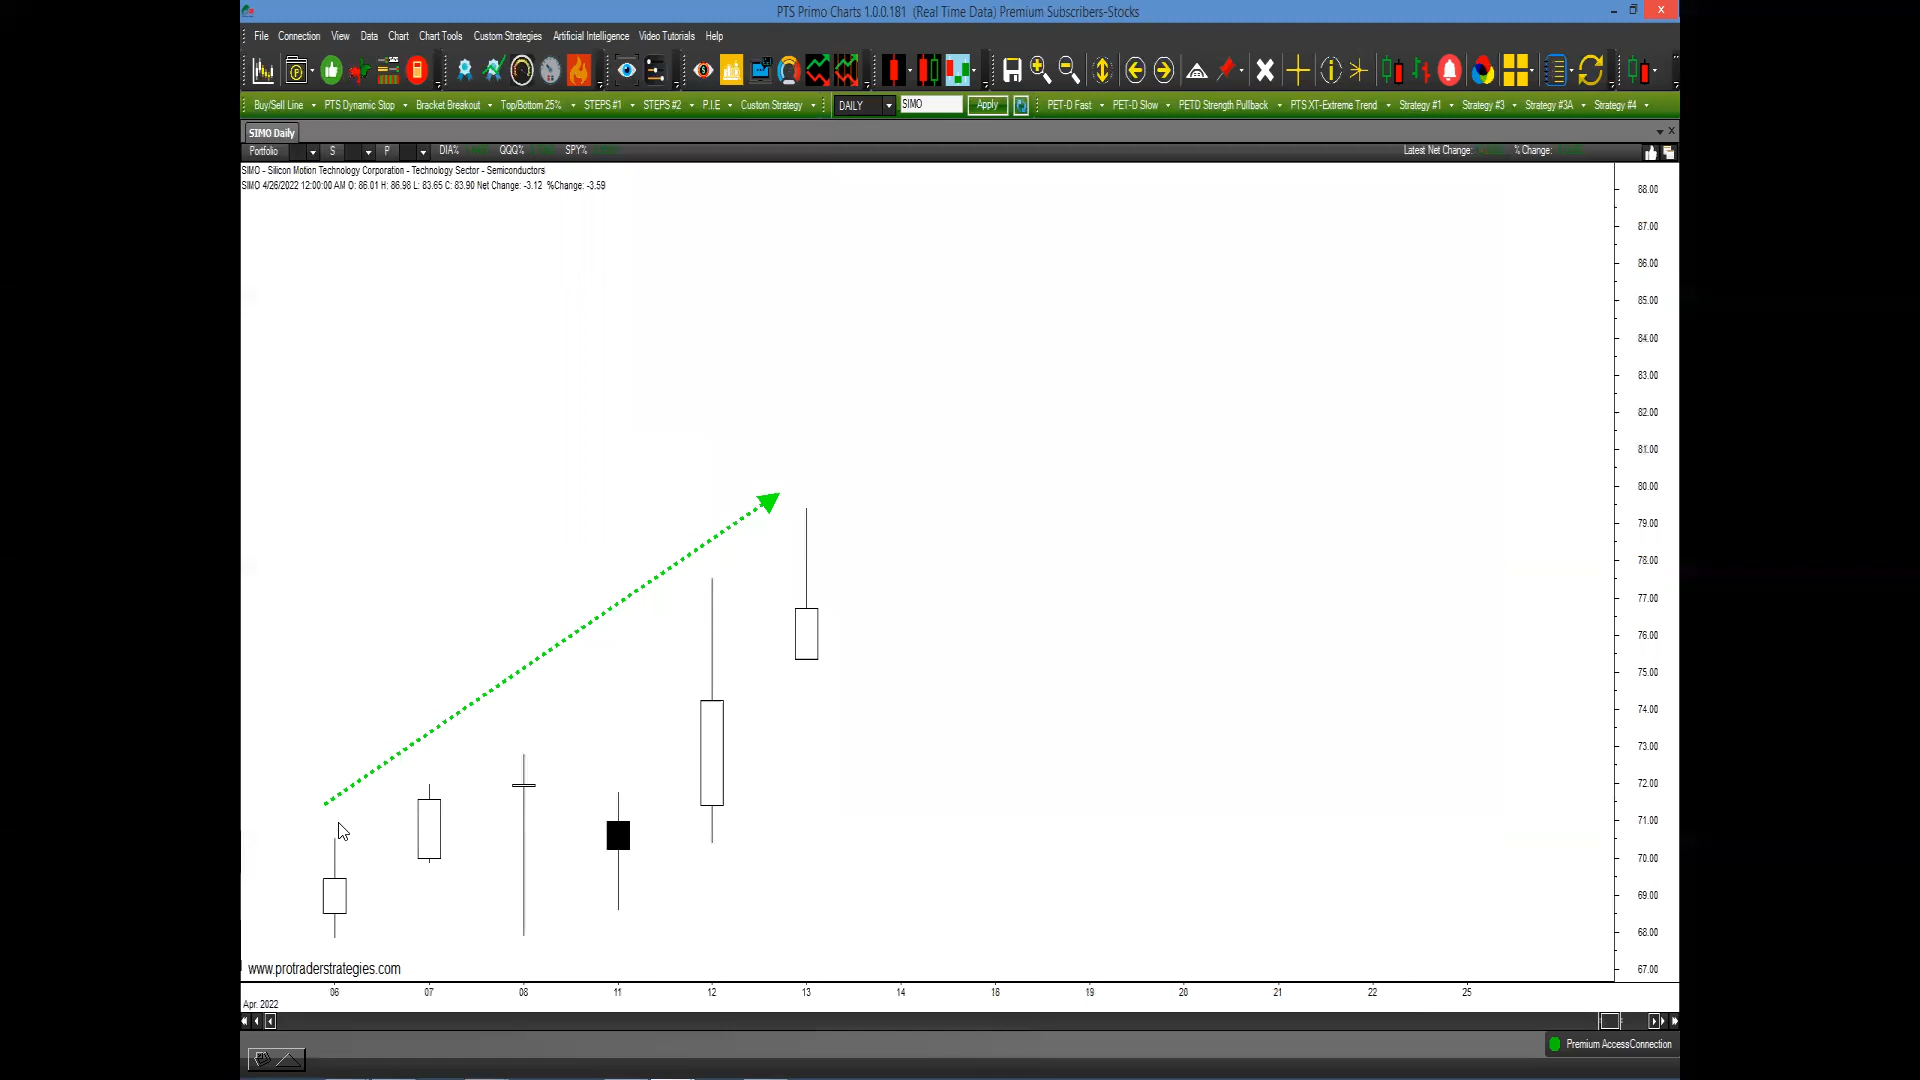 PTS Primo Charts 1.0.0.181 (Real Time Data) Premium Subscribers-Stocks
File Connection View Data Chart Chart Tools Custom Strategies Artificial Intelligence Video Tutorials Help
Buy/Sell Line PTS Dynamic Stop Bracket Breakout Top/Bottom 25% STEPS #1 STEPS #2 P.I.E Custom Strategy DAILY SIMO Apply PET-D Fast PET-D Slow PETD Strength Pullback PTS XT-Extreme Trend Strategy #1 Strategy #3 Strategy #3A Strategy #4
SIMO Daily
Portfolio S P DIA% QQQ% SPY% Latest Net Change: % Change:
SIMO - Silicon Motion Technology Corporation - Technology Sector - Semiconductors
SIMO 4/26/2022 12:00:00 AM O: 86.01 H: 86.98 L: 83.65 C: 83.90 Net Change: -3.12 %Change: -3.59
88.00
87.00
86.00
85.00
84.00
83.00
82.00
81.00
80.00
79.00
78.00
77.00
76.00
75.00
74.00
73.00
72.00
71.00
70.00
69.00
68.00
67.00
www.protraderstrategies.com
06 07 08 11 12 13 14 18 19 20 21 22 25
Apr. 2022
Premium AccessConnection